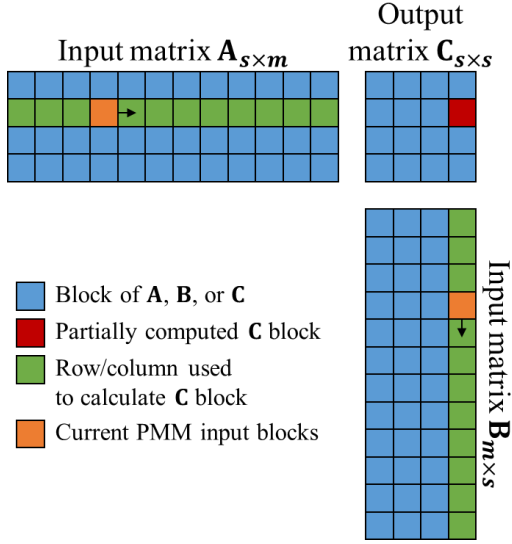 Input matrix A_{s×m}
Output
matrix C_{s×s}
Input matrix B_{m×s}
Block of A, B, or C
Partially computed C block
Row/column used
to calculate C block
Current PMM input blocks